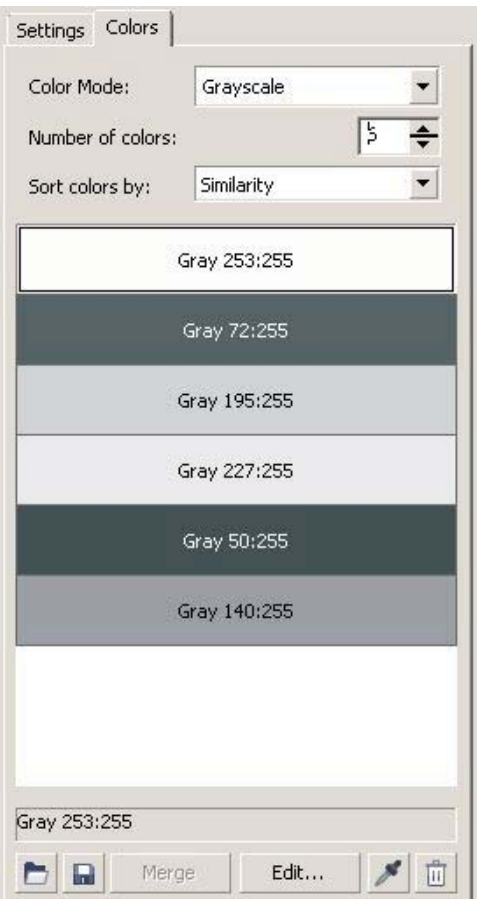 Settings Colors
Color Mode: Grayscale
Number of colors:
Sort colors by: Similarity
Gray 253:255
Gray 72:255
Gray 195:255
Gray 227:255
Gray 50:255
Gray 140:255
Gray 253:255
Merge Edit...